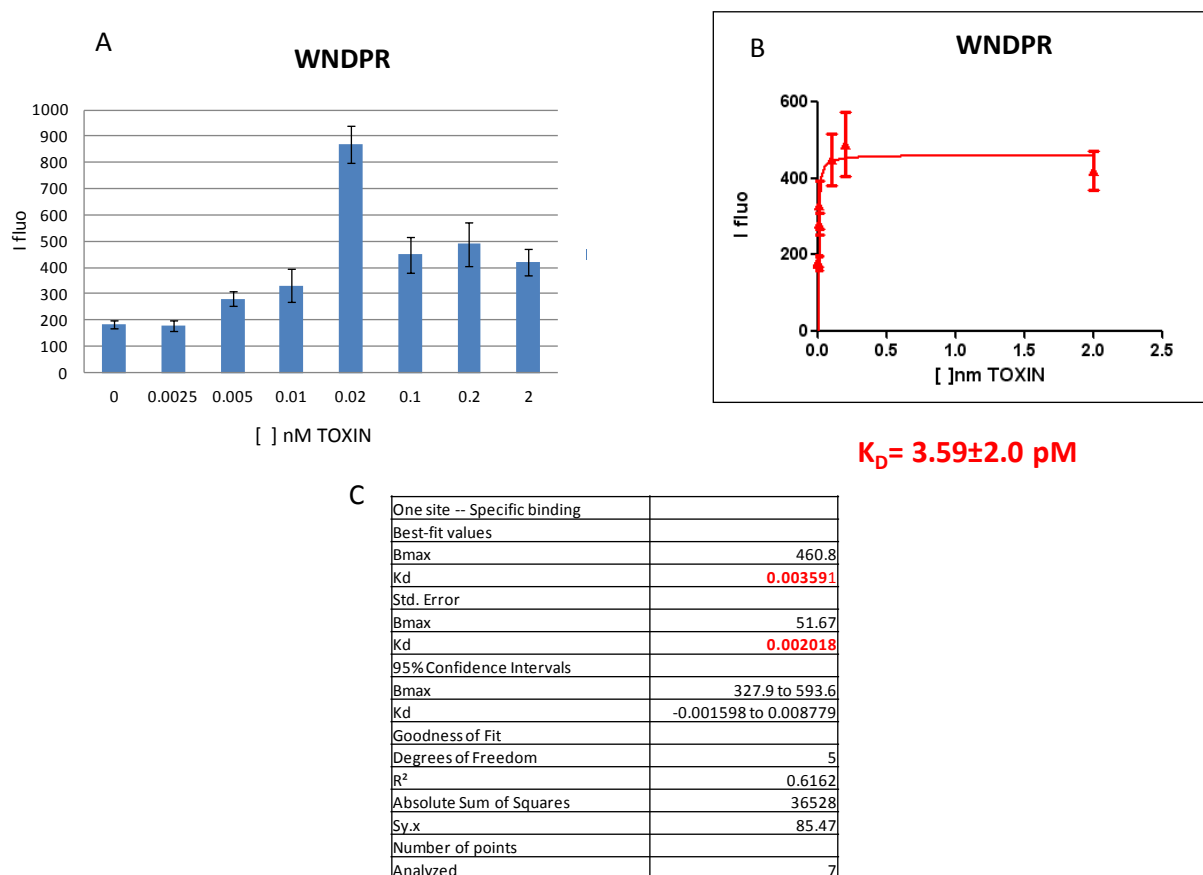 A
WNDPR
1000
900
800
700
600
500
400
300
200
100
0
I fluo
0 0.0025 0.005 0.01 0.02 0.1 0.2 2
[ ] nM TOXIN
B
WNDPR
600
400
200
0
I fluo
0.0 0.5 1.0 1.5 2.0 2.5
[ ]nm TOXIN
KD= 3.59±2.0 pM
C
One site -- Specific binding
Best-fit values
Bmax 460.8
Kd 0.003591
Std. Error
Bmax 51.67
Kd 0.002018
95% Confidence Intervals
Bmax 327.9 to 593.6
Kd -0.001598 to 0.008779
Goodness of Fit
Degrees of Freedom 5
R² 0.6162
Absolute Sum of Squares 36528
Sy.x 85.47
Number of points
Analyzed 7